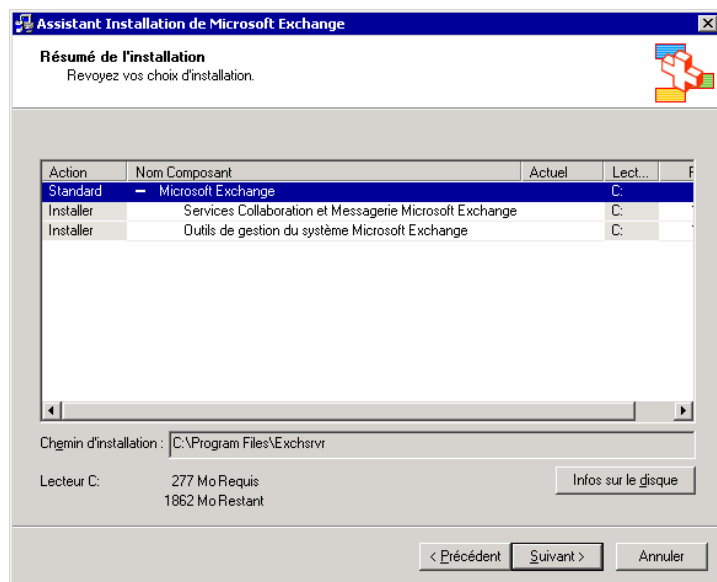 Assistant Installation de Microsoft Exchange
Résumé de l'installation
Revoyez vos choix d'installation.
Action Nom Composant Actuel Lect... F
Standard Microsoft Exchange C:
Installer Services Collaboration et Messagerie Microsoft Exchange C:
Installer Outils de gestion du système Microsoft Exchange C:
Chemin d'installation : C:\Program Files\Exchsrvr
Lecteur C: 277 Mo Requis
1862 Mo Restant
Infos sur le disque
< Précédent Suivant > Annuler